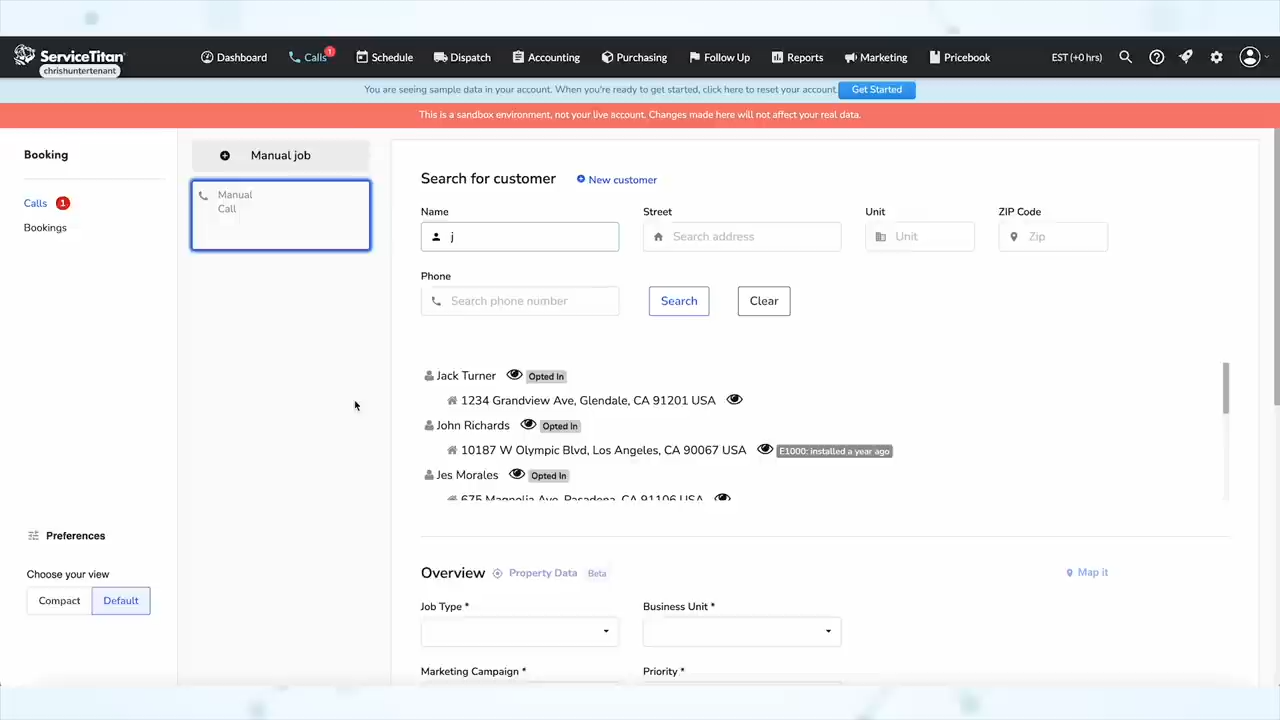 ServiceTitan
chrishuntertenant
Dashboard Calls 1 Schedule Dispatch Accounting Purchasing Follow Up Reports Marketing Pricebook EST (+0 hrs)
You are seeing sample data in your account. When you're ready to get started, click here to reset your account. Get Started
This is a sandbox environment, not your live account. Changes made here will not affect your real data.
Booking
Calls 1
Bookings
Preferences
Choose your view
Compact Default
Manual job
Manual
Call
Search for customer New customer
Name Street Unit ZIP Code
j Search address Unit Zip
Phone
Search phone number Search Clear
Jack Turner Opted In
1234 Grandview Ave, Glendale, CA 91201 USA
John Richards Opted In
10187 W Olympic Blvd, Los Angeles, CA 90067 USA E1000: installed a year ago
Jes Morales Opted In
675 Magnolia Ave, Pasadena, CA 91106 USA
Overview Property Data Beta Map it
Job Type * Business Unit *
Marketing Campaign * Priority *